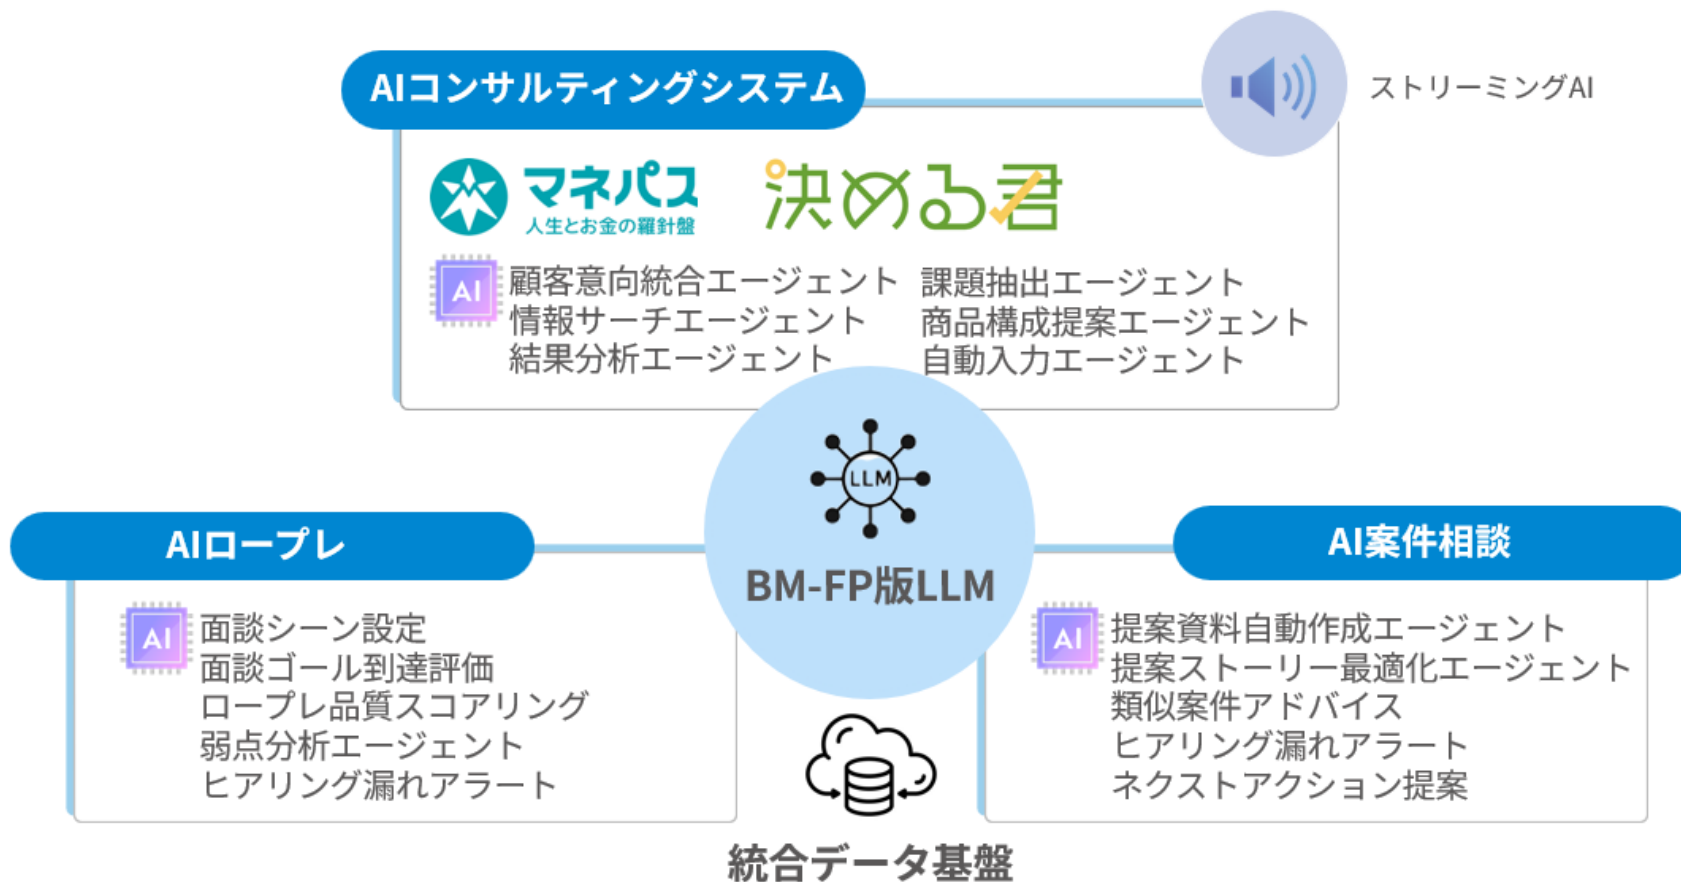 AIコンサルティングシステム
ストリーミングAI
マネパス
人生とお金の羅針盤
決める君
AI
顧客意向統合エージェント
情報サーチエージェント
結果分析エージェント
課題抽出エージェント
商品構成提案エージェント
自動入力エージェント
LLM
BM-FP版LLM
AIロープレ
AI
面談シーン設定
面談ゴール到達評価
ロープレ品質スコアリング
弱点分析エージェント
ヒアリング漏れアラート
AI案件相談
AI
提案資料自動作成エージェント
提案ストーリー最適化エージェント
類似案件アドバイス
ヒアリング漏れアラート
ネクストアクション提案
統合データ基盤